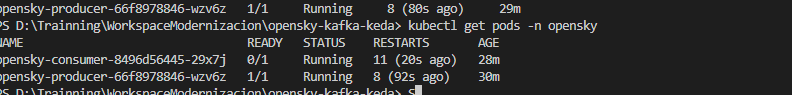 opensky-producer-66f8978846-wzv6z 1/1 Running 8 (80s ago) 29m
PS D:\Trainning\WorkspaceModernizacion\opensky-kafka-keda> kubectl get pods -n opensky
NAME READY STATUS RESTARTS AGE
opensky-consumer-8496d56445-29x7j 0/1 Running 11 (20s ago) 28m
opensky-producer-66f8978846-wzv6z 1/1 Running 8 (92s ago) 30m
PS D:\Trainning\WorkspaceModernizacion\opensky-kafka-keda> S